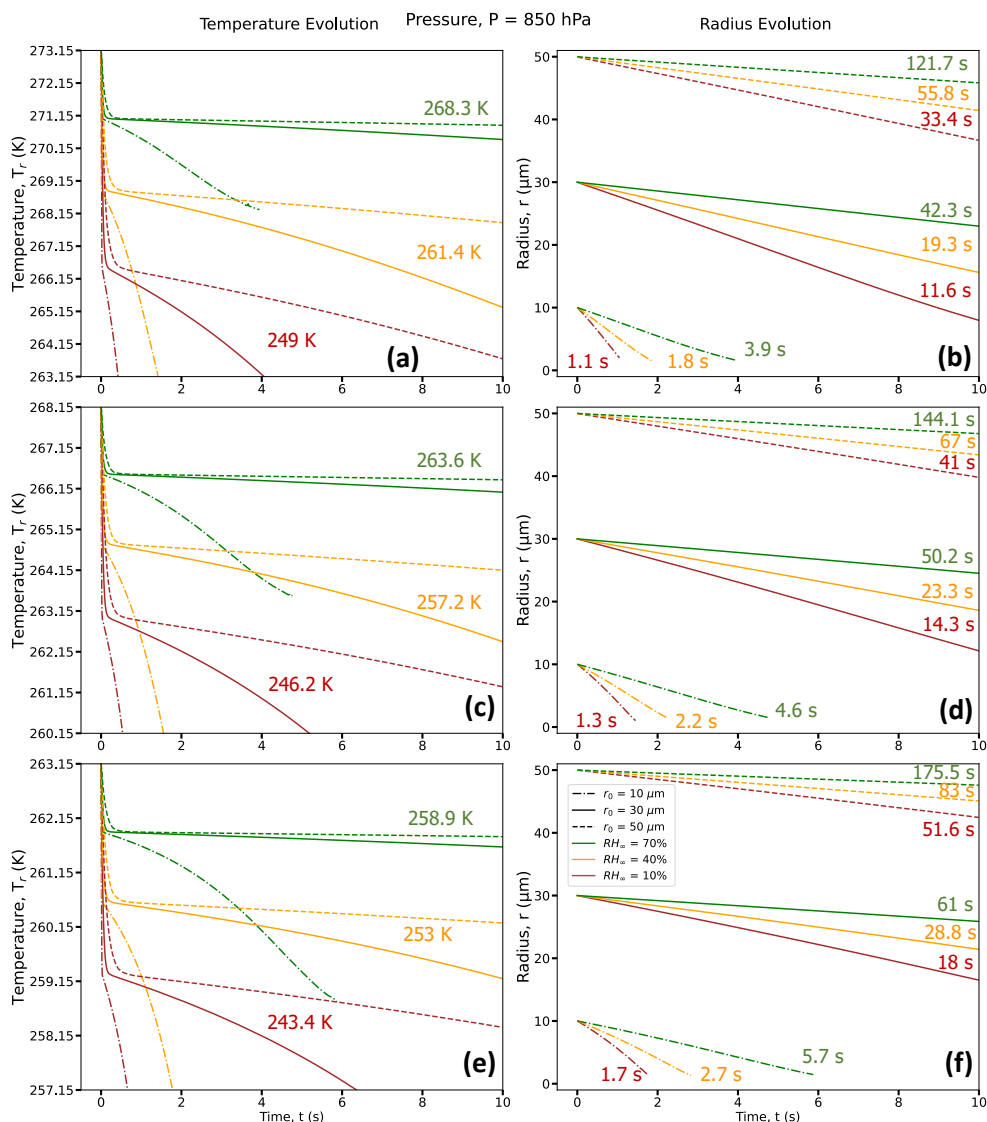 Pressure, P = 850 hPa
Temperature Evolution
Radius Evolution
Temperature, T_r (K)
273.15
272.15
271.15
270.15
269.15
268.15
267.15
266.15
265.15
264.15
263.15
0 2 4 6 8 10
268.3 K
261.4 K
249 K
(a)
Radius, r (μm)
50
40
30
20
10
0
0 2 4 6 8 10
121.7 s
55.8 s
33.4 s
42.3 s
19.3 s
11.6 s
3.9 s
1.1 s
1.8 s
(b)
Temperature, T_r (K)
268.15
267.15
266.15
265.15
264.15
263.15
262.15
261.15
260.15
0 2 4 6 8 10
263.6 K
257.2 K
246.2 K
(c)
Radius, r (μm)
50
40
30
20
10
0
0 2 4 6 8 10
144.1 s
67 s
41 s
50.2 s
23.3 s
14.3 s
4.6 s
1.3 s
2.2 s
(d)
Temperature, T_r (K)
263.15
262.15
261.15
260.15
259.15
258.15
257.15
0 2 4 6 8 10
Time, t (s)
258.9 K
253 K
243.4 K
(e)
Radius, r (μm)
50
40
30
20
10
0
0 2 4 6 8 10
Time, t (s)
175.5 s
83 s
51.6 s
r₀ = 10 μm
r₀ = 30 μm
r₀ = 50 μm
RH∞ = 70%
RH∞ = 40%
RH∞ = 10%
61 s
28.8 s
18 s
5.7 s
1.7 s
2.7 s
(f)